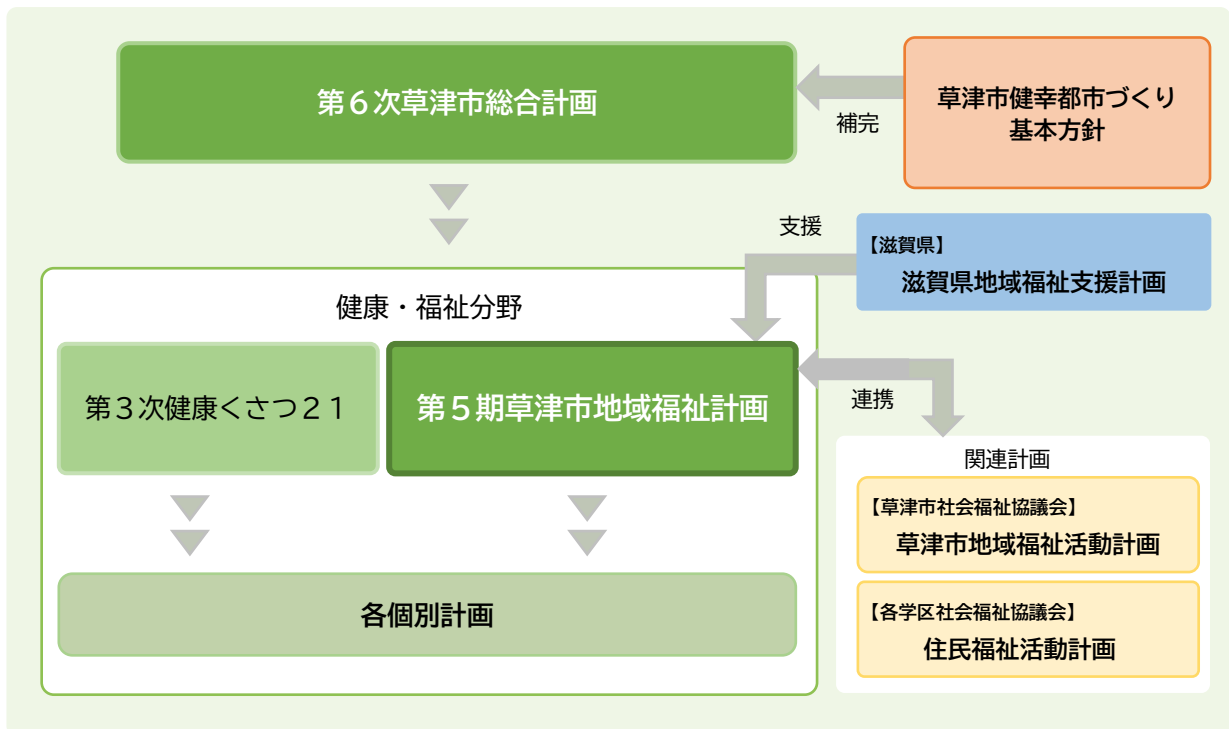 第６次草津市総合計画
補完
草津市健幸都市づくり
基本方針
支援
【滋賀県】
滋賀県地域福祉支援計画
健康・福祉分野
第３次健康くさつ２１
第５期草津市地域福祉計画
連携
関連計画
【草津市社会福祉協議会】
草津市地域福祉活動計画
【各学区社会福祉協議会】
住民福祉活動計画
各個別計画